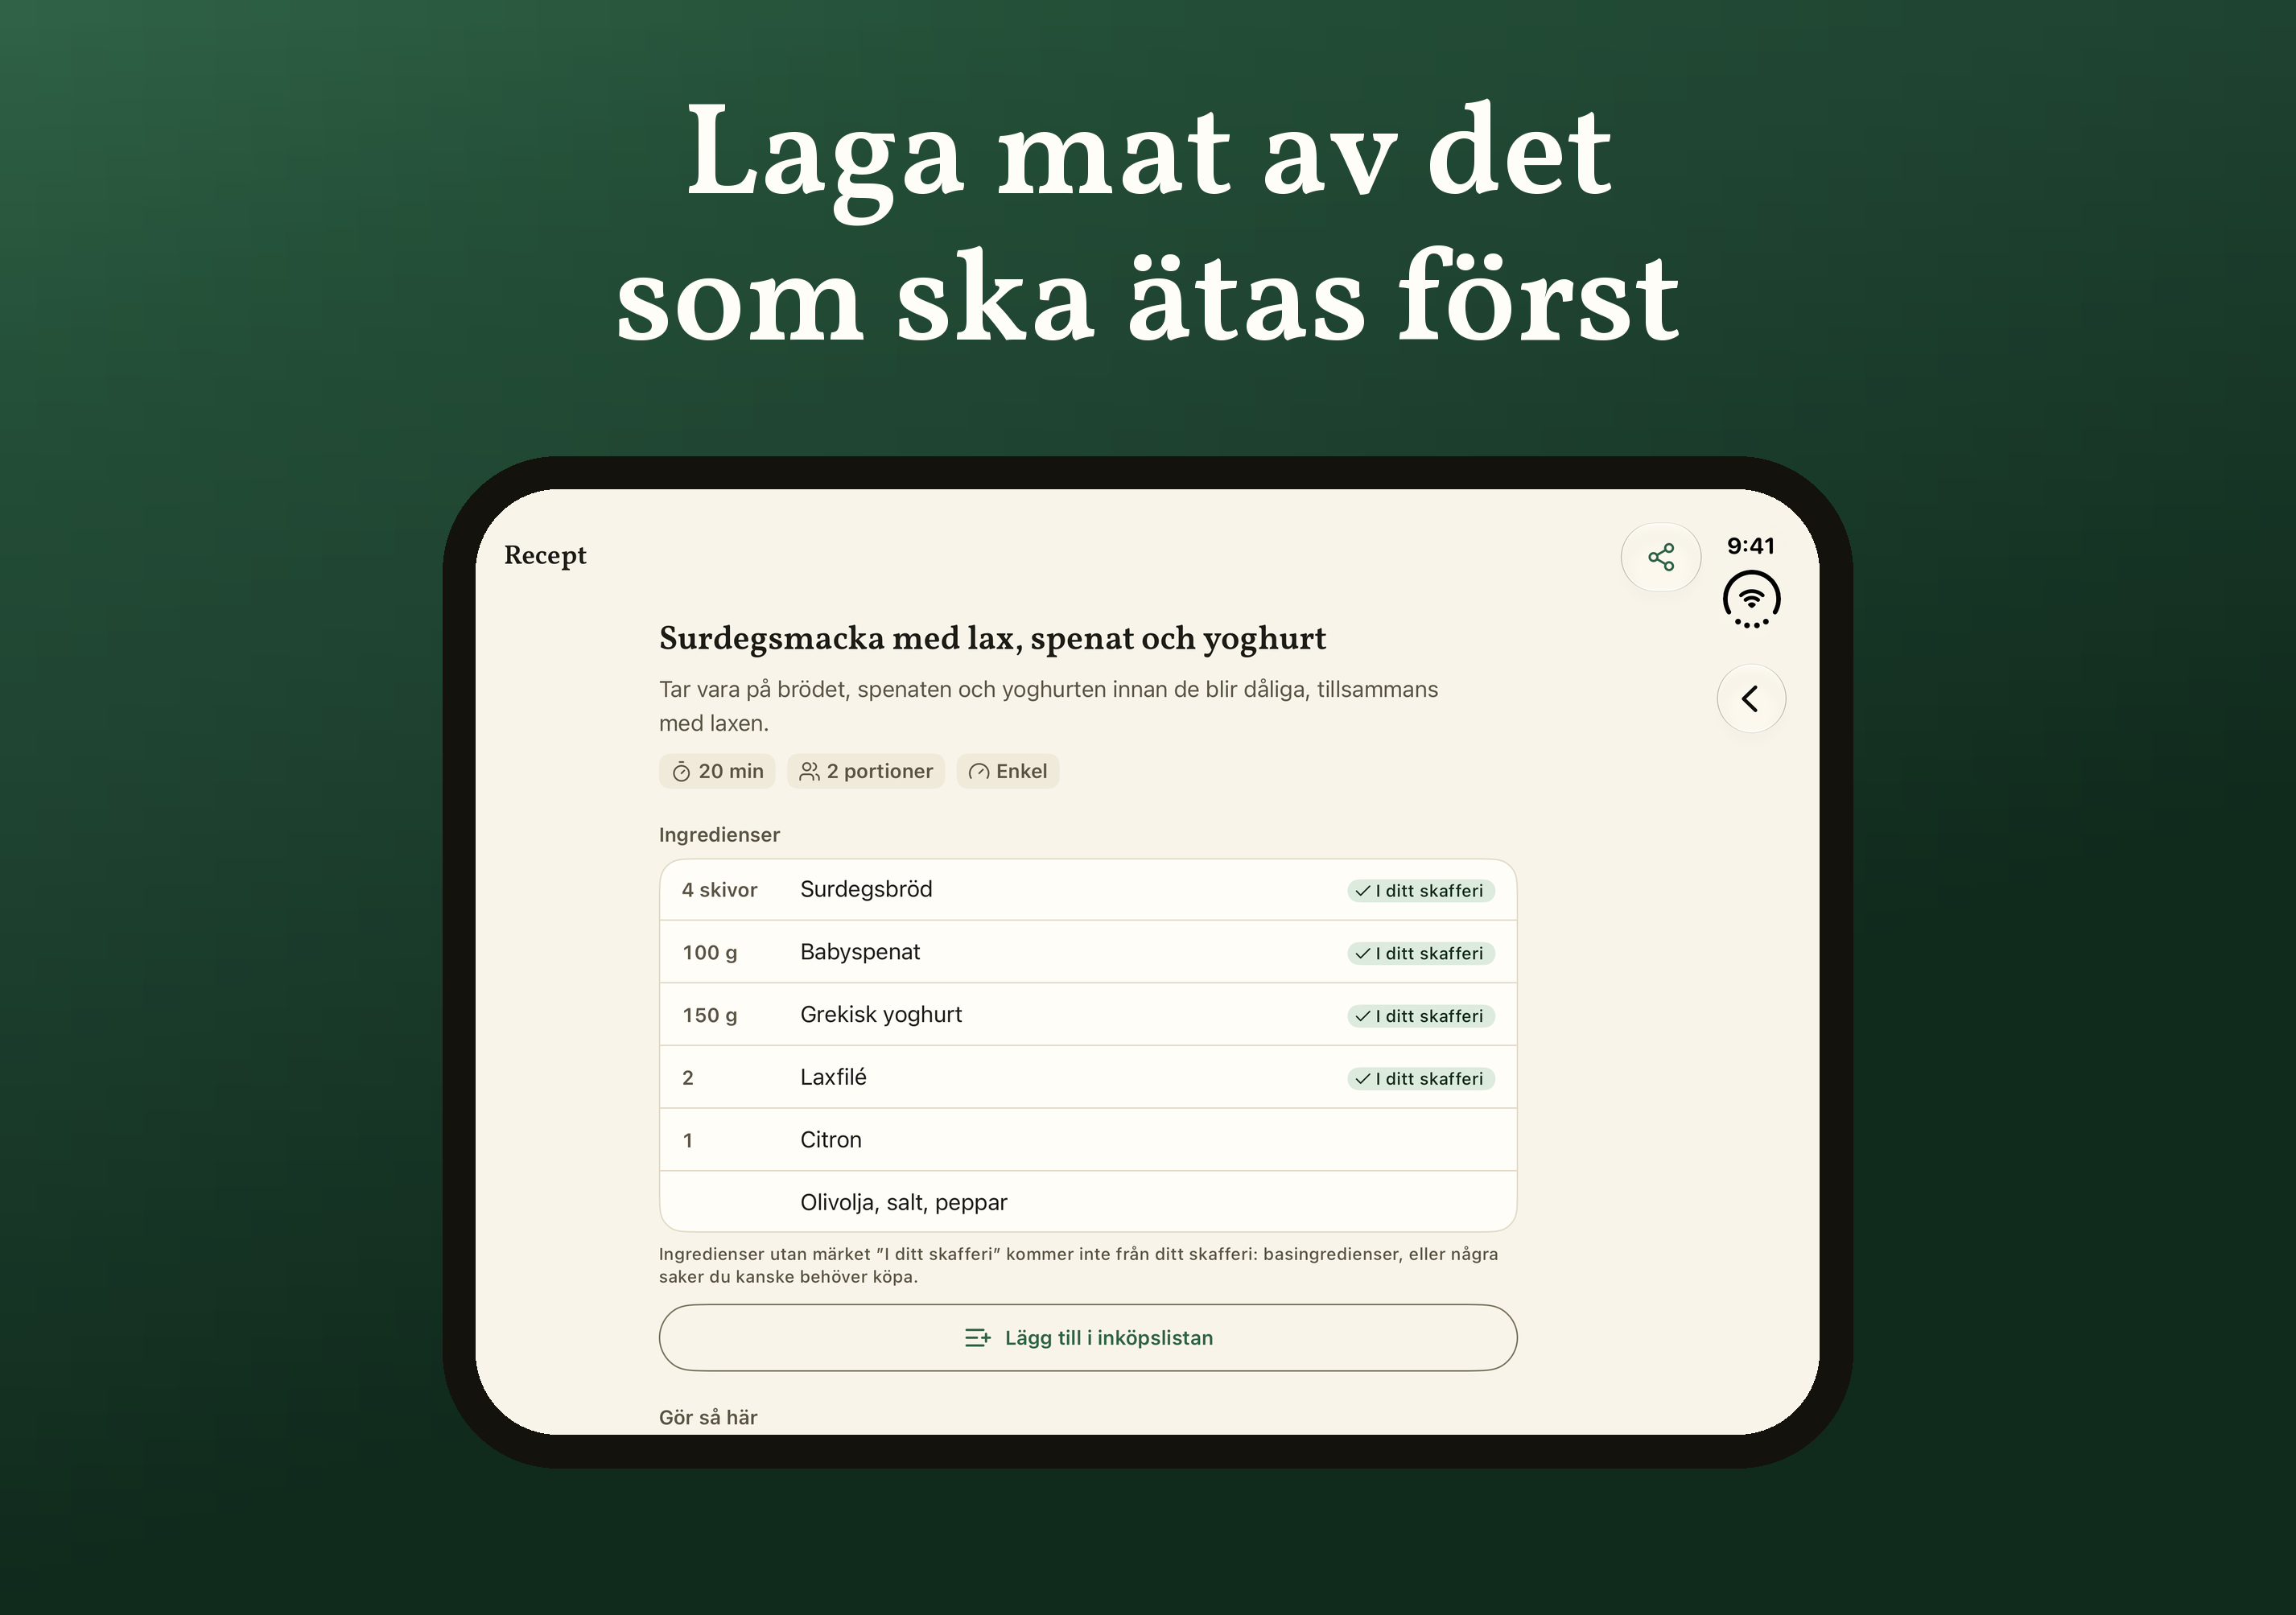 Laga mat av det
som ska ätas först
Recept
9:41
Surdegsmacka med lax, spenat och yoghurt
Tar vara på brödet, spenaten och yoghurten innan de blir dåliga, tillsammans
med laxen.
20 min 2 portioner Enkel
Ingredienser
4 skivor Surdegsbröd I ditt skafferi
100 g Babyspenat I ditt skafferi
150 g Grekisk yoghurt I ditt skafferi
2 Laxfilé I ditt skafferi
1 Citron
Olivolja, salt, peppar
Ingredienser utan märket ”I ditt skafferi” kommer inte från ditt skafferi: basingredienser, eller några
saker du kanske behöver köpa.
Lägg till i inköpslistan
Gör så här